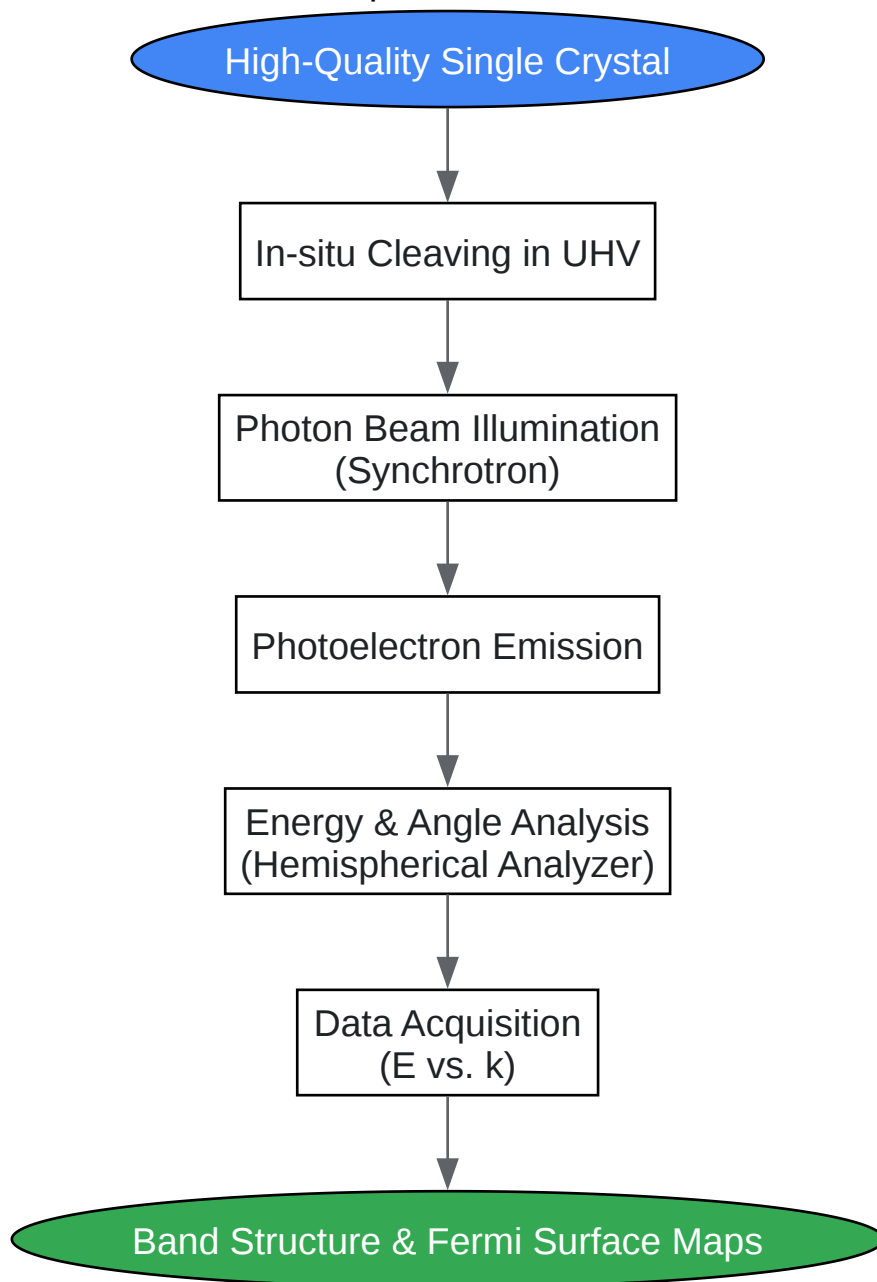 High-Quality Single Crystal
In-situ Cleaving in UHV
Photon Beam Illumination
(Synchrotron)
Photoelectron Emission
Energy & Angle Analysis
(Hemispherical Analyzer)
Data Acquisition
(E vs. k)
Band Structure & Fermi Surface Maps